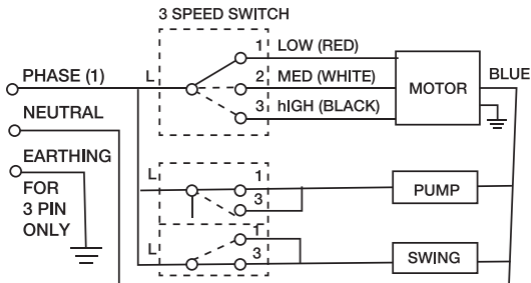 3 SPEED SWITCH
1 LOW (RED)
PHASE (1)
L
2 MED (WHITE)
MOTOR
BLUE
3 hIGH (BLACK)
NEUTRAL
EARTHING
FOR
3 PIN
ONLY
L
1
3
PUMP
L
1
3
SWING